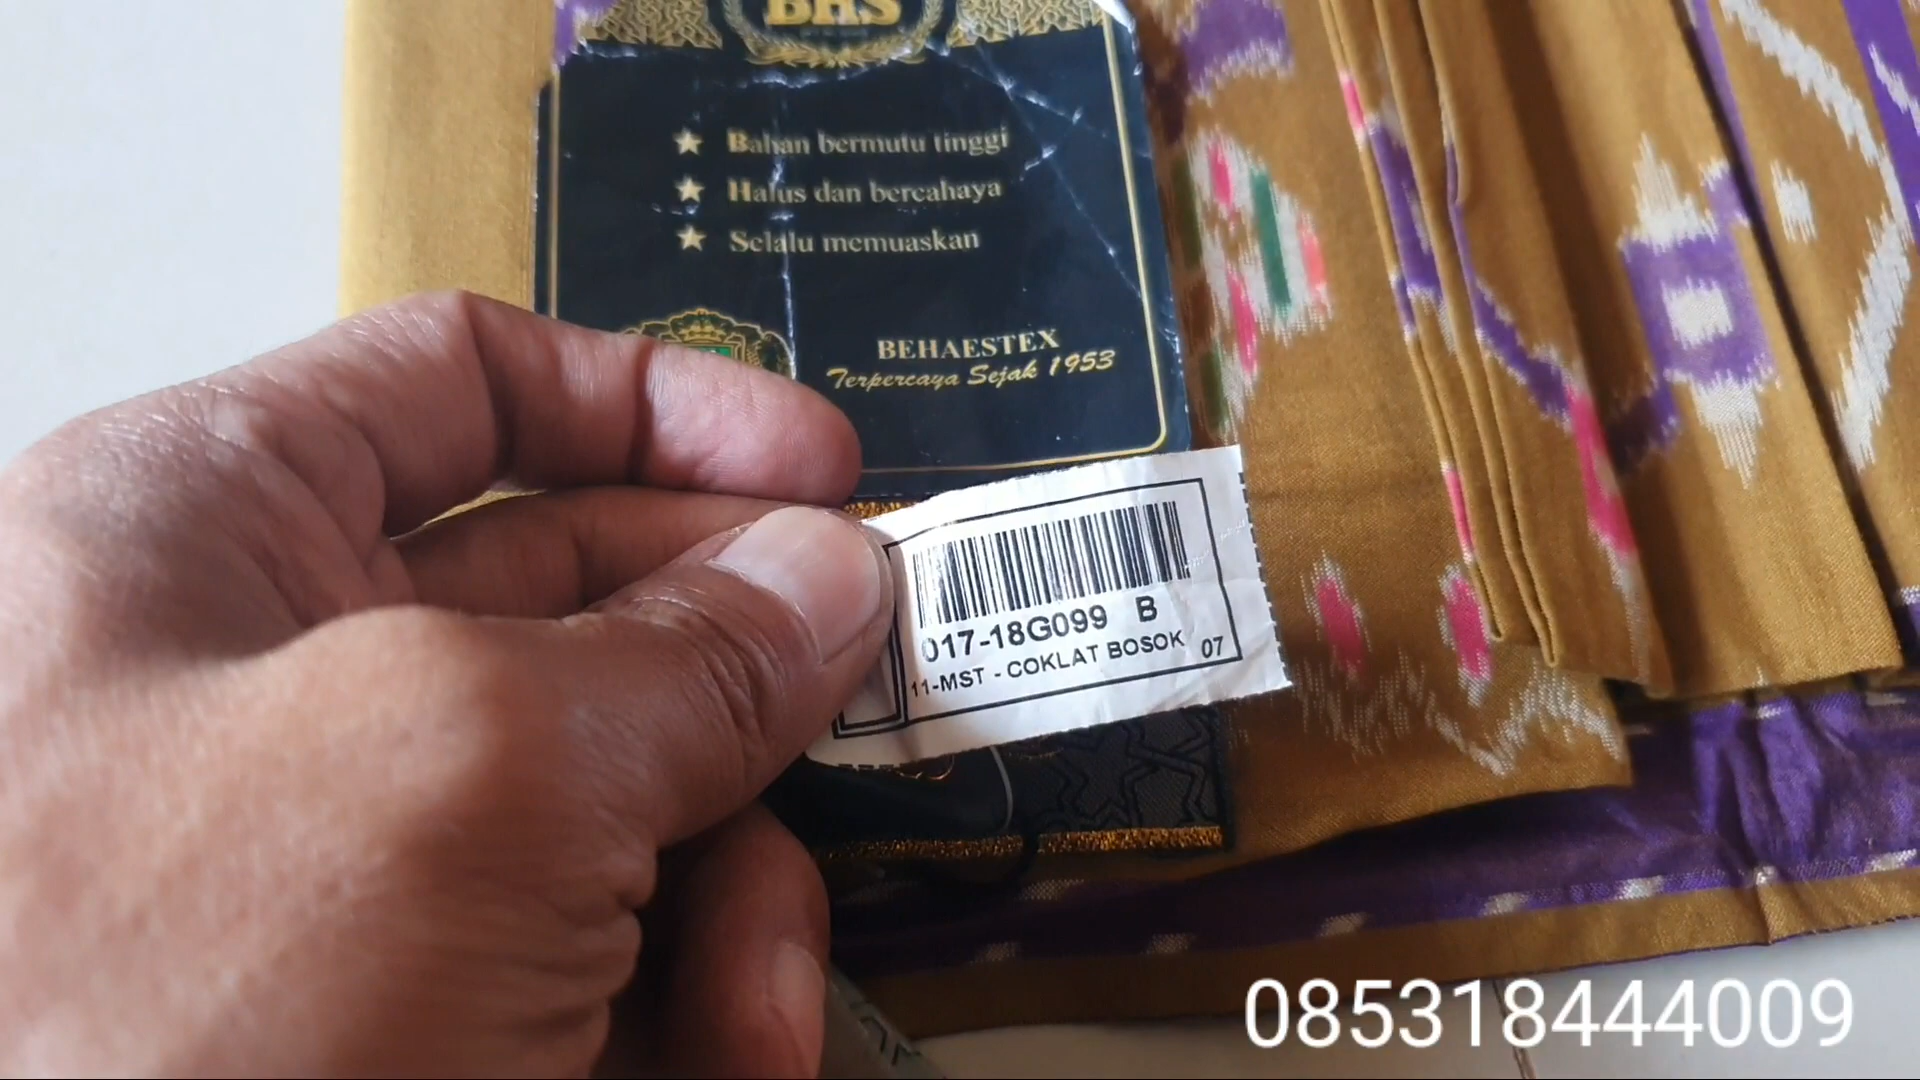 BHS
Bahan bermutu tinggi
Halus dan bercahaya
Selalu memuaskan
BEHAESTEX
Terpercaya Sejak 1953
017-18G099 B
11-MST - COKLAT BOSOK 07
085318444009